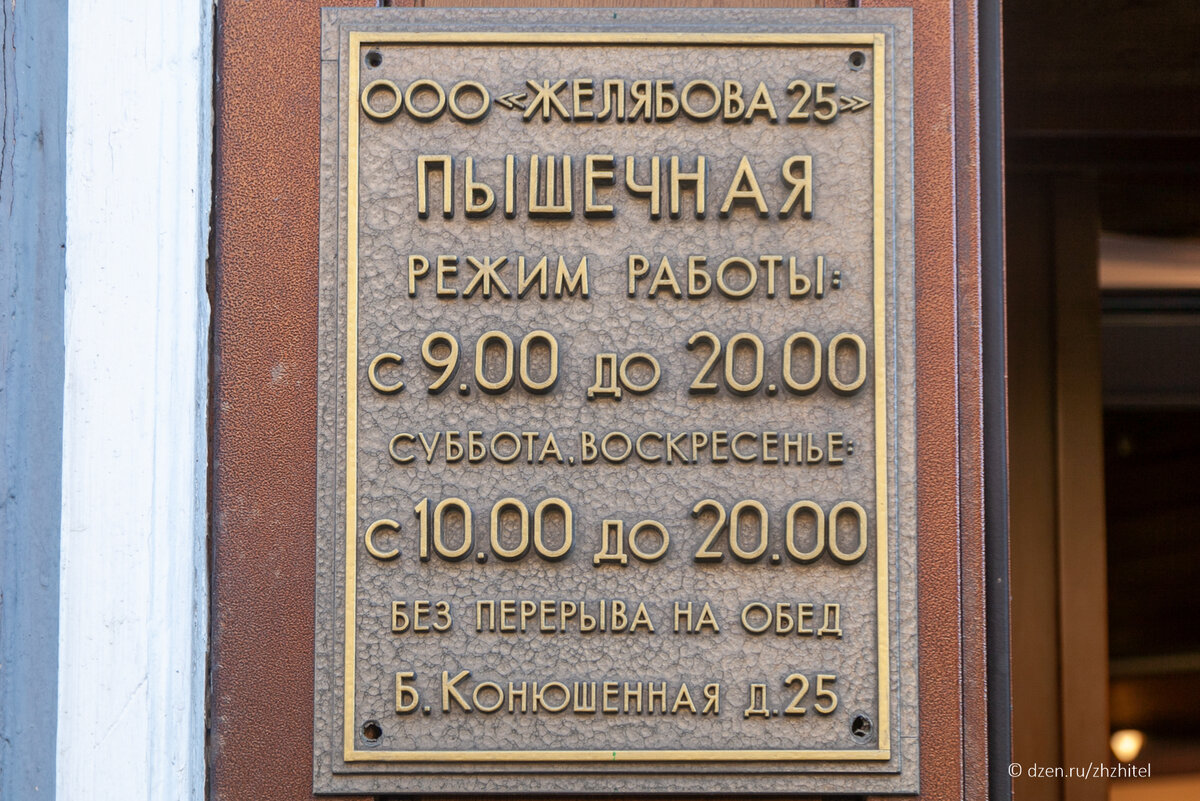 ООО «ЖЕЛЯБОВА 25»
ПЫШЕЧНАЯ
РЕЖИМ РАБОТЫ:
с 9.00 до 20.00
СУББОТА, ВОСКРЕСЕНЬЕ:
с 10.00 до 20.00
БЕЗ ПЕРЕРЫВА НА ОБЕД
Б. КОНЮШЕННАЯ Д. 25
© dzen.ru/zhzhitel